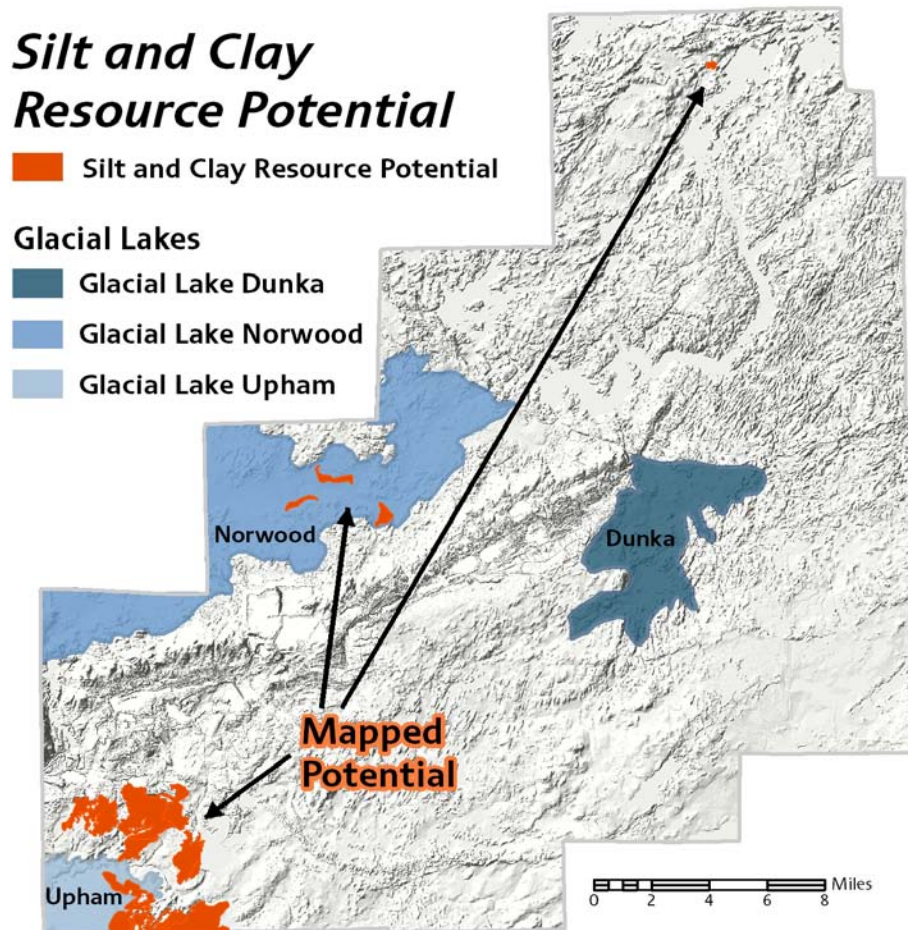 Silt and Clay
Resource Potential
Silt and Clay Resource Potential
Glacial Lakes
Glacial Lake Dunka
Glacial Lake Norwood
Glacial Lake Upham
Norwood
Dunka
Mapped
Potential
Upham
Miles
0 2 4 6 8